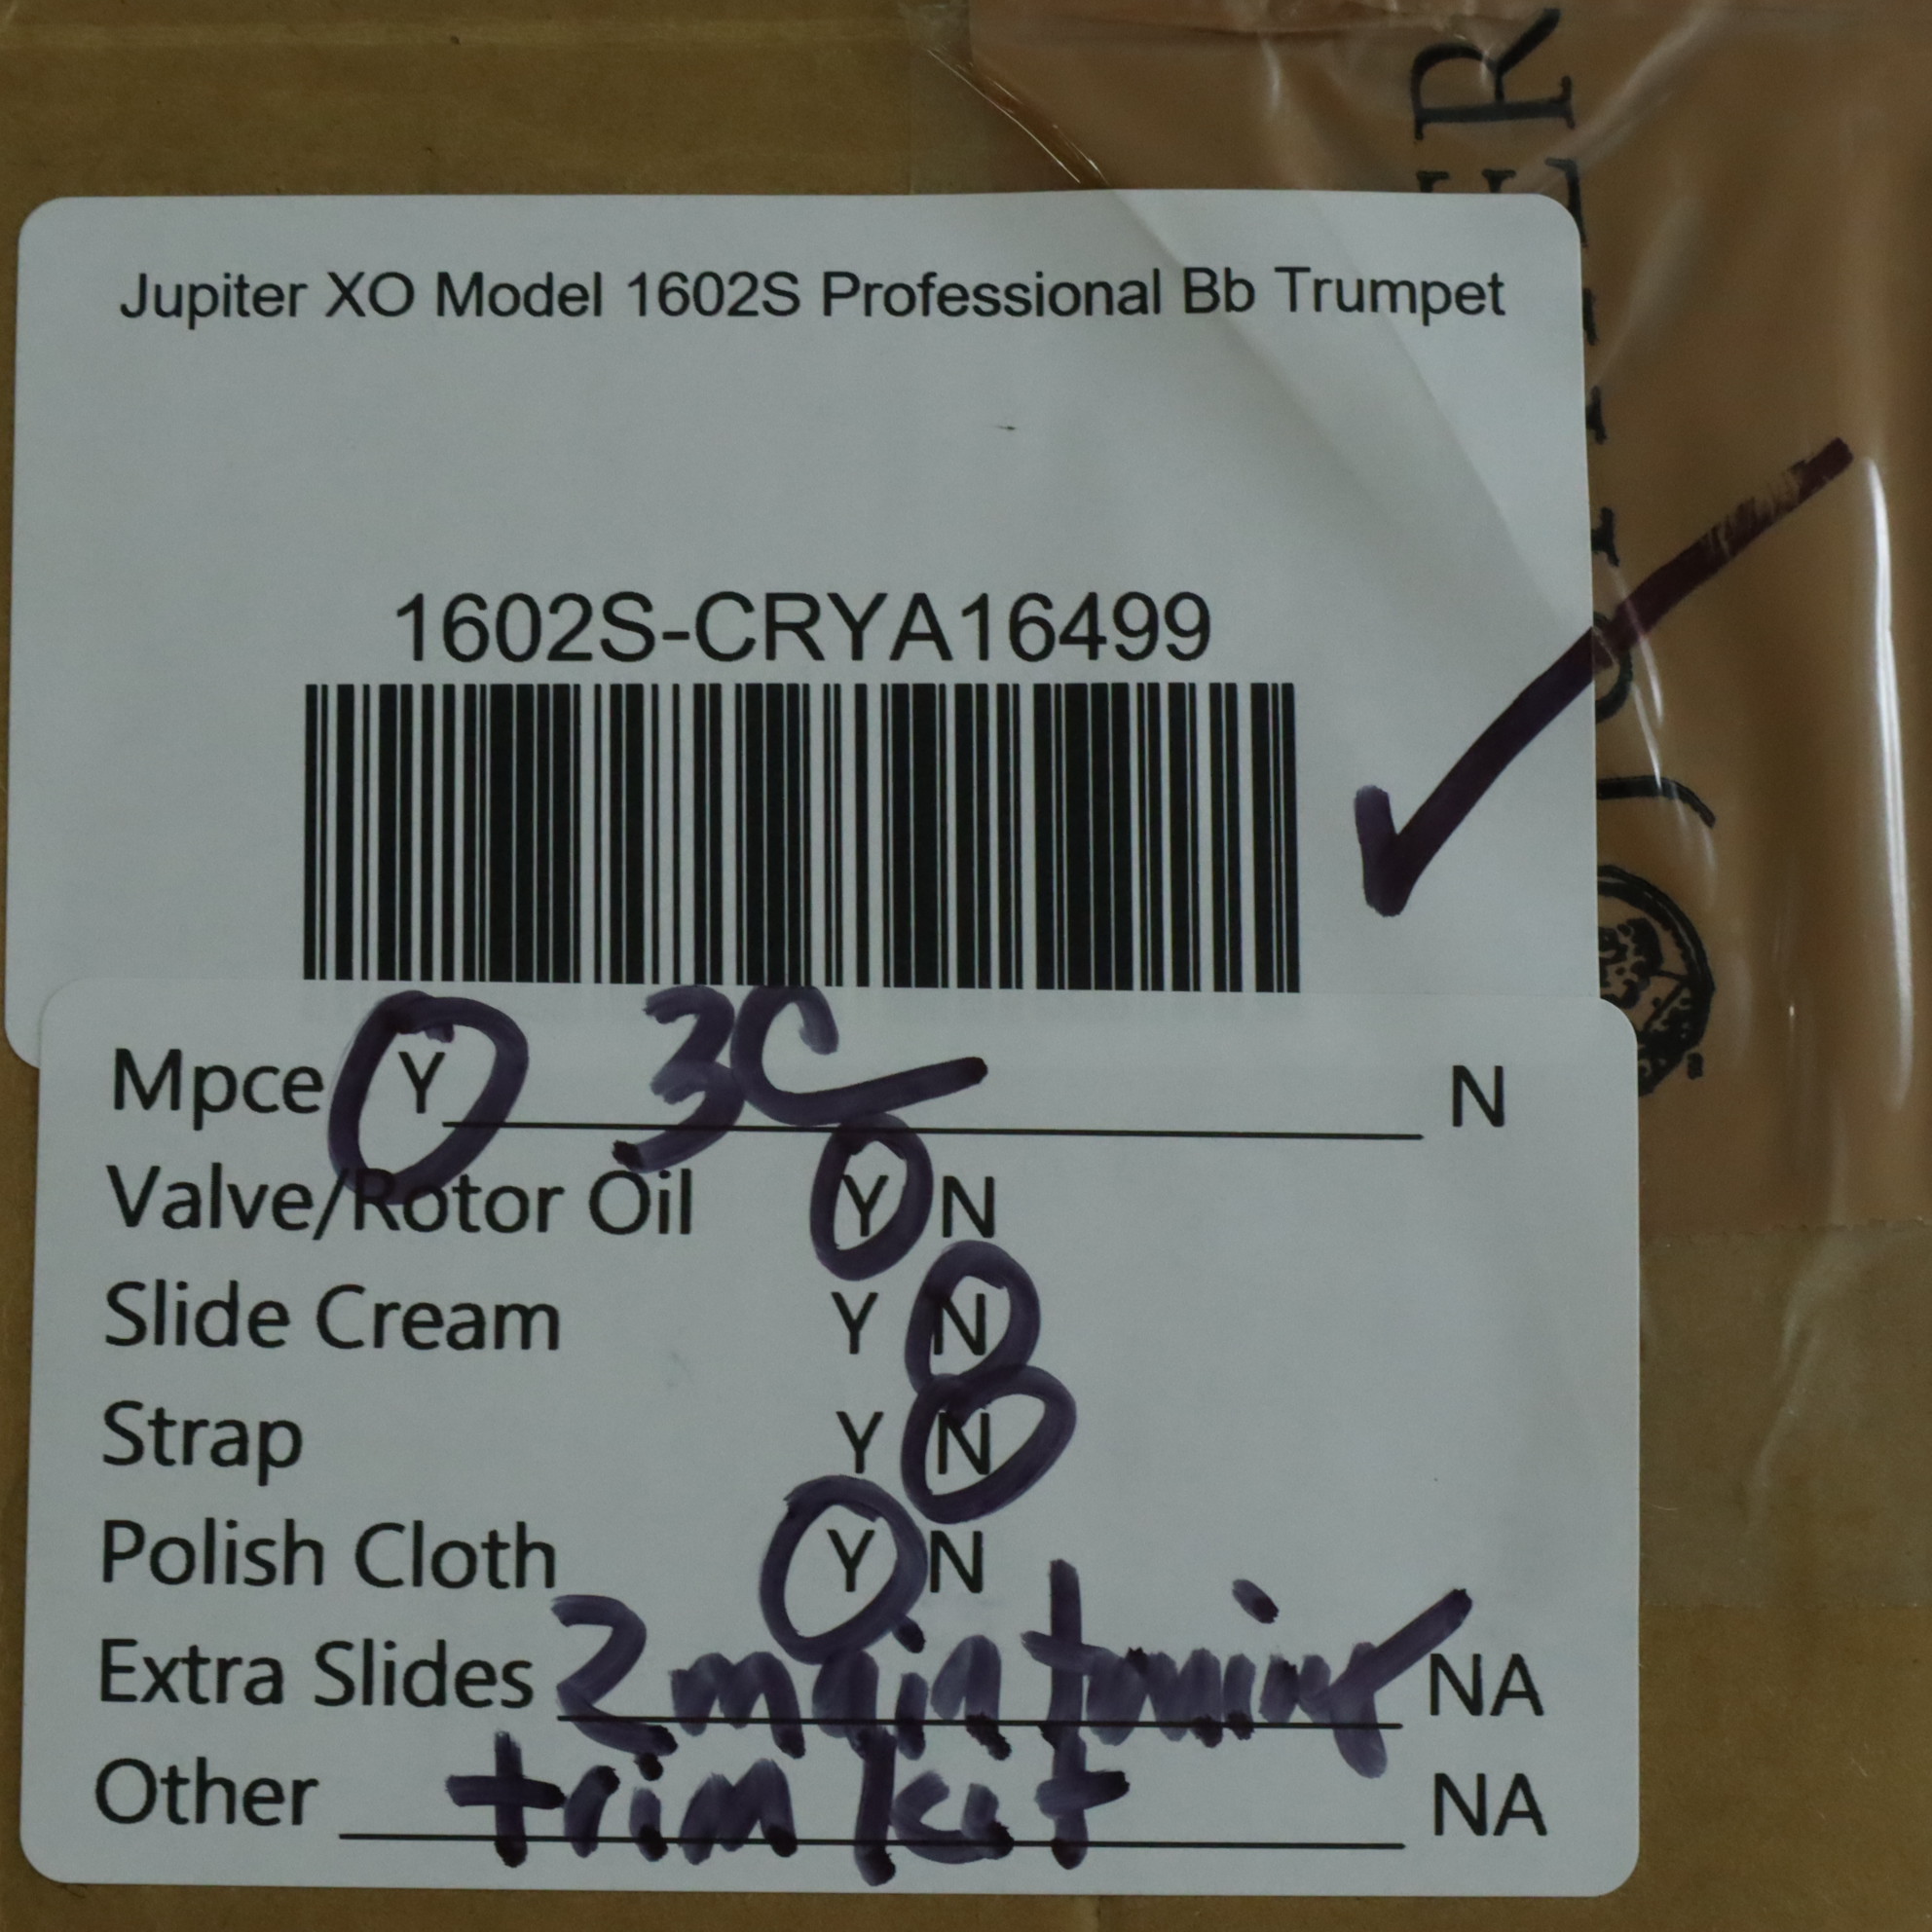 Jupiter XO Model 1602S Professional Bb Trumpet
1602S-CRYA16499
Mpce Y 3C N
Valve/Rotor Oil Y N
Slide Cream Y N
Strap Y N
Polish Cloth Y N
Extra Slides 2 main tuning NA
Other trim kit NA